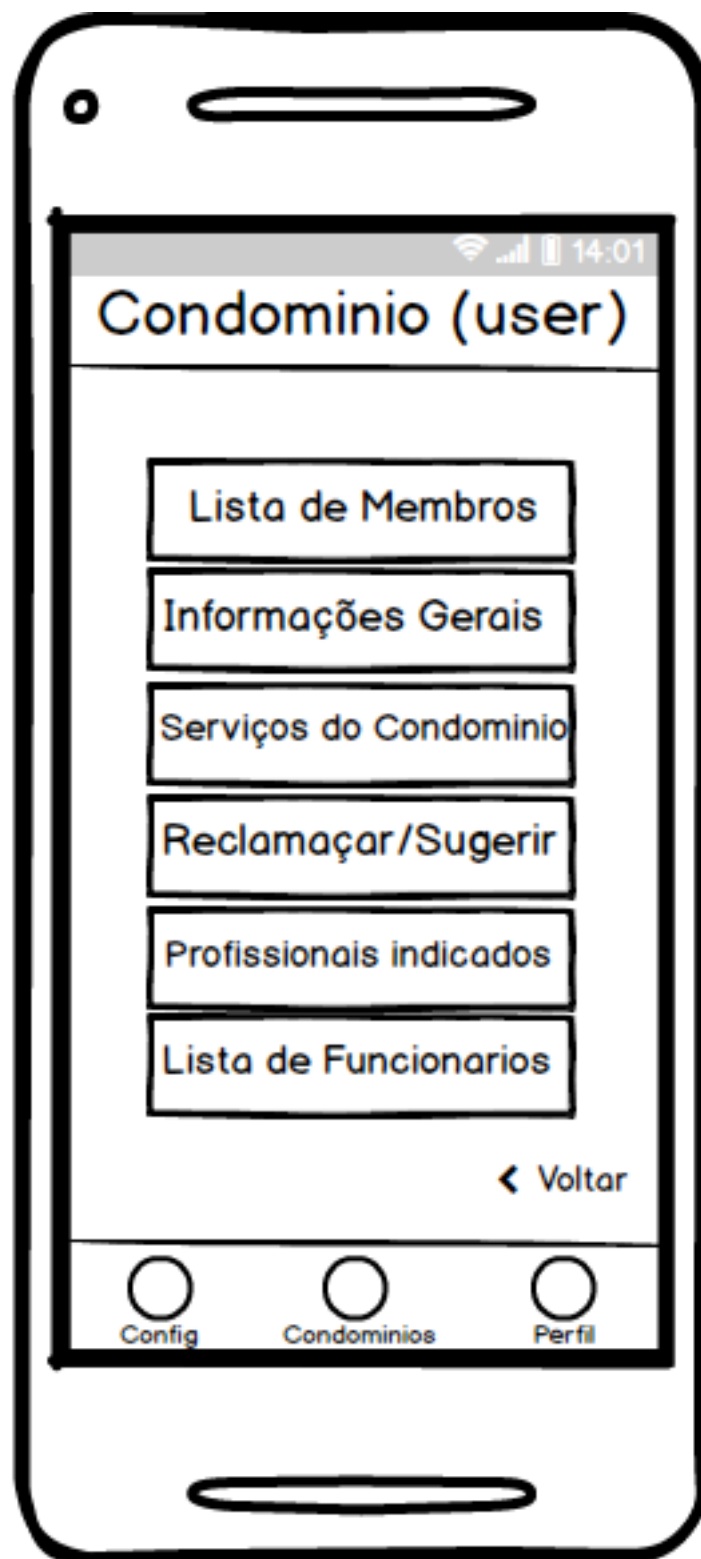 14:01
Condominio (user)
Lista de Membros
Informações Gerais
Serviços do Condominio
Reclamaçar/Sugerir
Profissionais indicados
Lista de Funcionarios
Voltar
Config Condominios Perfil